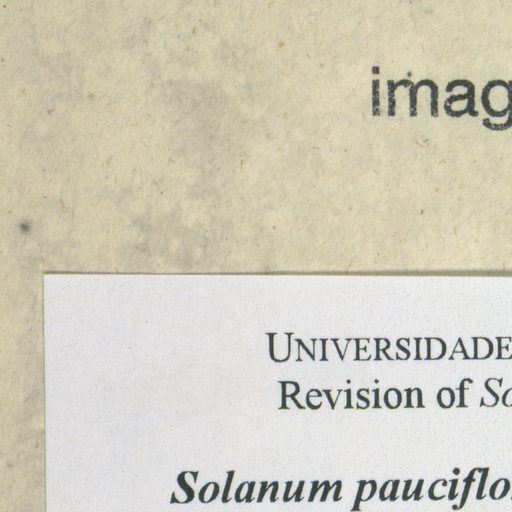 imag
UNIVERSIDADE
Revision of So
Solanum pauciflo